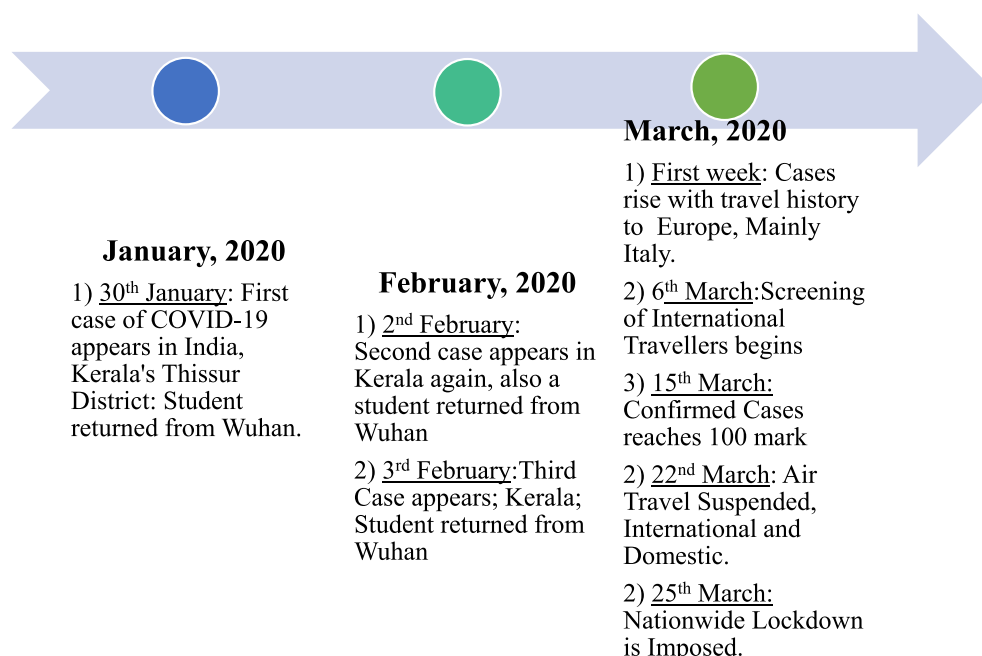 January, 2020
1) 30th January: First
case of COVID-19
appears in India,
Kerala's Thissur
District: Student
returned from Wuhan.
February, 2020
1) 2nd February:
Second case appears in
Kerala again, also a
student returned from
Wuhan
2) 3rd February:Third
Case appears; Kerala;
Student returned from
Wuhan
March, 2020
1) First week: Cases
rise with travel history
to  Europe, Mainly
Italy.
2) 6th March:Screening
of International
Travellers begins
3) 15th March:
Confirmed Cases
reaches 100 mark
2) 22nd March: Air
Travel Suspended,
International and
Domestic.
2) 25th March:
Nationwide Lockdown
is Imposed.